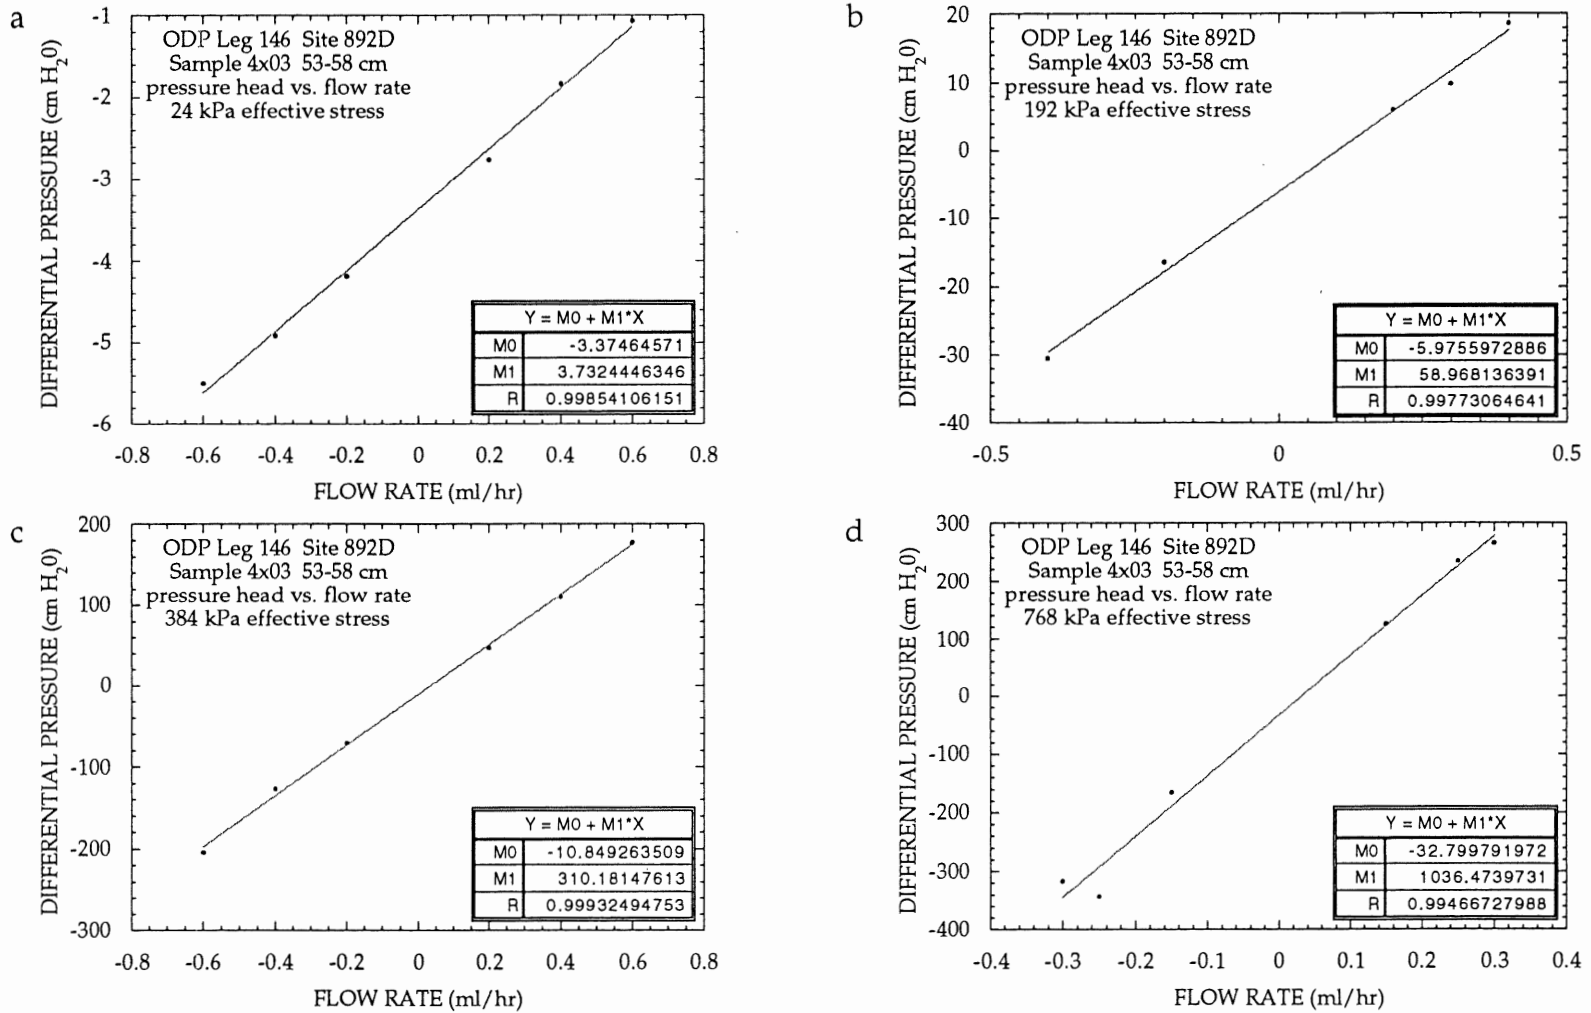 a
ODP Leg 146 Site 892D
Sample 4x03 53-58 cm
pressure head vs. flow rate
24 kPa effective stress
DIFFERENTIAL PRESSURE (cm H20)
-1
-2
-3
-4
-5
-6
Y = M0 + M1*X
M0 -3.37464571
M1 3.7324446346
R 0.99854106151
-0.8 -0.6 -0.4 -0.2 0 0.2 0.4 0.6 0.8
FLOW RATE (ml/hr)
b
ODP Leg 146 Site 892D
Sample 4x03 53-58 cm
pressure head vs. flow rate
192 kPa effective stress
DIFFERENTIAL PRESSURE (cm H20)
20
10
0
-10
-20
-30
-40
Y = M0 + M1*X
M0 -5.9755972886
M1 58.968136391
R 0.99773064641
-0.5 0 0.5
FLOW RATE (ml/hr)
c
ODP Leg 146 Site 892D
Sample 4x03 53-58 cm
pressure head vs. flow rate
384 kPa effective stress
DIFFERENTIAL PRESSURE (cm H20)
200
100
0
-100
-200
-300
Y = M0 + M1*X
M0 -10.849263509
M1 310.18147613
R 0.99932494753
-0.8 -0.6 -0.4 -0.2 0 0.2 0.4 0.6 0.8
FLOW RATE (ml/hr)
d
ODP Leg 146 Site 892D
Sample 4x03 53-58 cm
pressure head vs. flow rate
768 kPa effective stress
DIFFERENTIAL PRESSURE (cm H20)
300
200
100
0
-100
-200
-300
-400
Y = M0 + M1*X
M0 -32.799791972
M1 1036.4739731
R 0.99466727988
-0.4 -0.3 -0.2 -0.1 0 0.1 0.2 0.3 0.4
FLOW RATE (ml/hr)